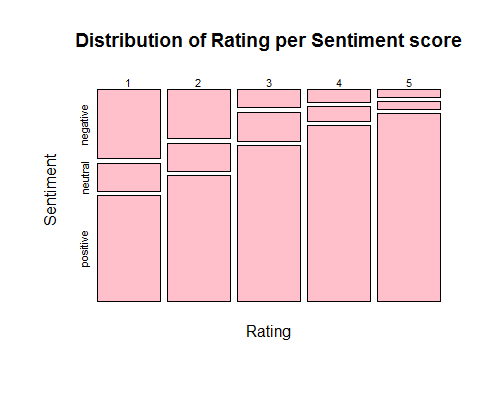 Distribution of Rating per Sentiment score
1 2 3 4 5
negative
neutral
positive
Sentiment
Rating